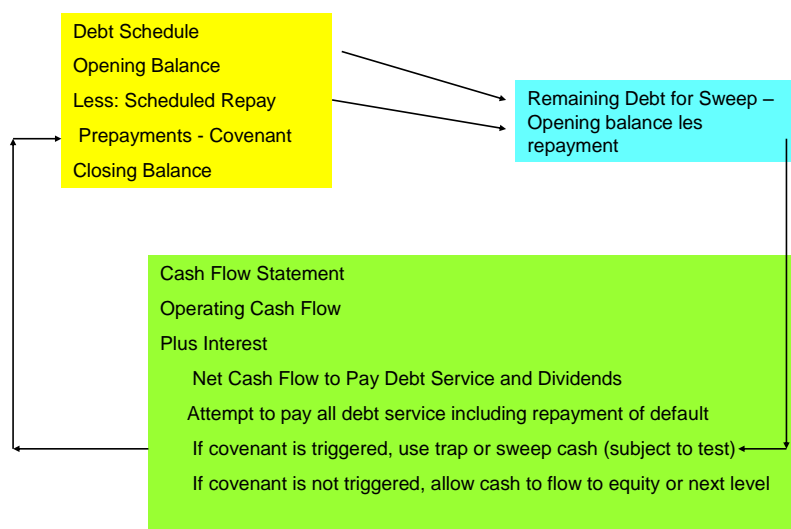 Debt Schedule
Opening Balance
Less: Scheduled Repay
Prepayments - Covenant
Closing Balance
Remaining Debt for Sweep –
Opening balance les
repayment
Cash Flow Statement
Operating Cash Flow
Plus Interest
Net Cash Flow to Pay Debt Service and Dividends
Attempt to pay all debt service including repayment of default
If covenant is triggered, use trap or sweep cash (subject to test)
If covenant is not triggered, allow cash to flow to equity or next level